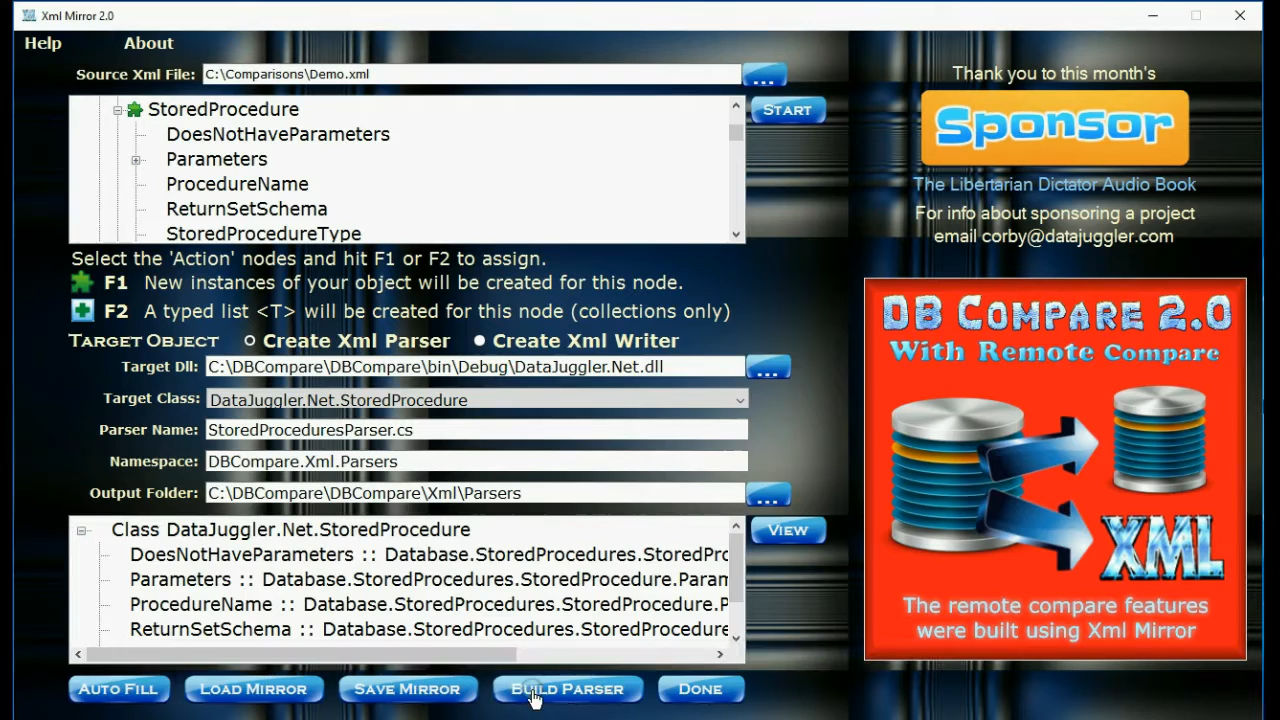 Xml Mirror 2.0
Help About
Source Xml File: C:\Comparisons\Demo.xml ...
StoredProcedure
START
DoesNotHaveParameters
Parameters
ProcedureName
ReturnSetSchema
StoredProcedureType
Select the 'Action' nodes and hit F1 or F2 to assign.
F1 New instances of your object will be created for this node.
F2 A typed list <T> will be created for this node (collections only)
TARGET OBJECT Create Xml Parser Create Xml Writer
Target Dll: C:\DBCompare\DBCompare\bin\Debug\DataJuggler.Net.dll ...
Target Class: DataJuggler.Net.StoredProcedure
Parser Name: StoredProceduresParser.cs
Namespace: DBCompare.Xml.Parsers
Output Folder: C:\DBCompare\DBCompare\Xml\Parsers ...
Class DataJuggler.Net.StoredProcedure
VIEW
DoesNotHaveParameters :: Database.StoredProcedures.StoredPro
Parameters :: Database.StoredProcedures.StoredProcedure.Param
ProcedureName :: Database.StoredProcedures.StoredProcedure.P
ReturnSetSchema :: Database.StoredProcedures.StoredProcedure
AUTO FILL LOAD MIRROR SAVE MIRROR BUILD PARSER DONE
Thank you to this month's
Sponsor
The Libertarian Dictator Audio Book
For info about sponsoring a project
email corby@datajuggler.com
DB COMPARE 2.0
With Remote Compare
XML
The remote compare features
were built using Xml Mirror